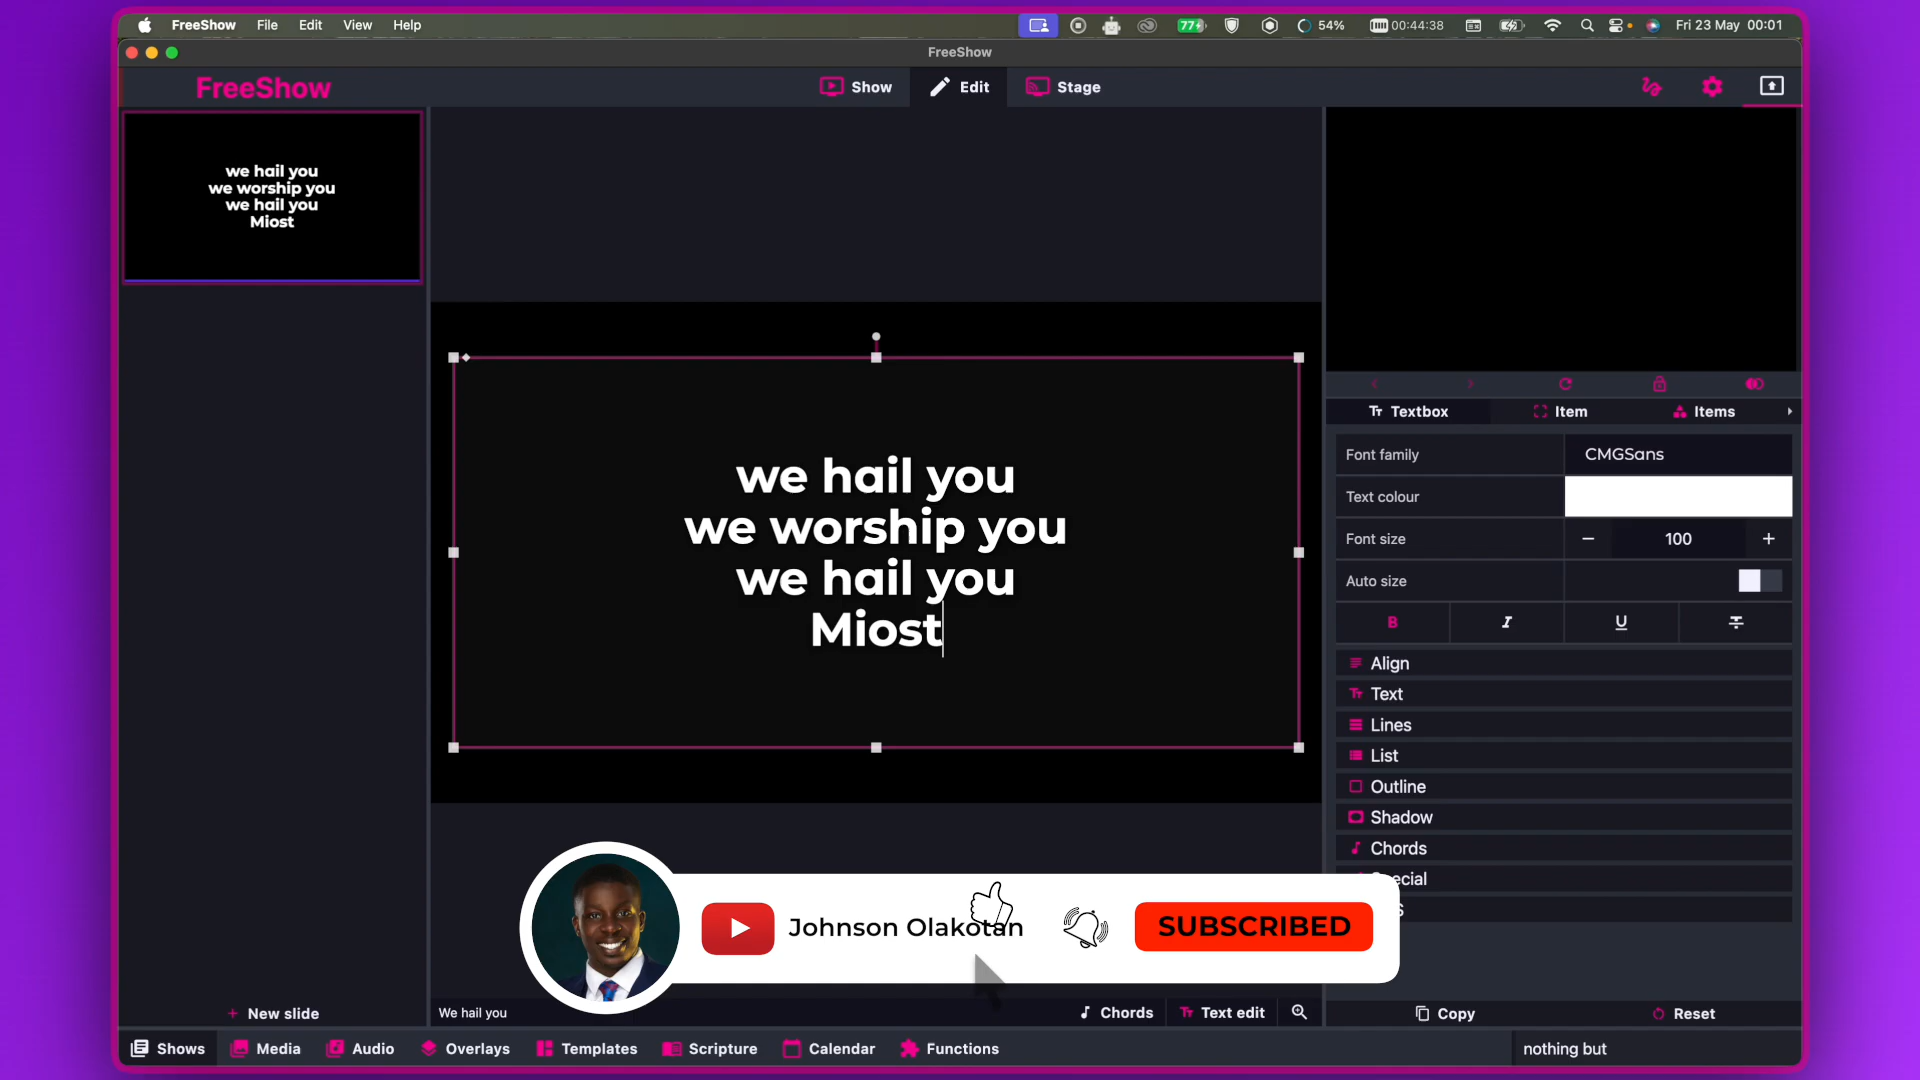 FreeShow File Edit View Help 77 54% 00:44:38 Fri 23 May 00:01
FreeShow
FreeShow Show Edit Stage
we hail you
we worship you
we hail you
Miost
we hail you
we worship you
we hail you
Miost
Textbox Item Items
Font family CMGSans
Text colour
Font size 100
Auto size
B I U T
Align
Text
Lines
List
Outline
Shadow
Chords
Johnson Olakotan SUBSCRIBED
New slide We hail you Chords Text edit Copy Reset
Shows Media Audio Overlays Templates Scripture Calendar Functions nothing but